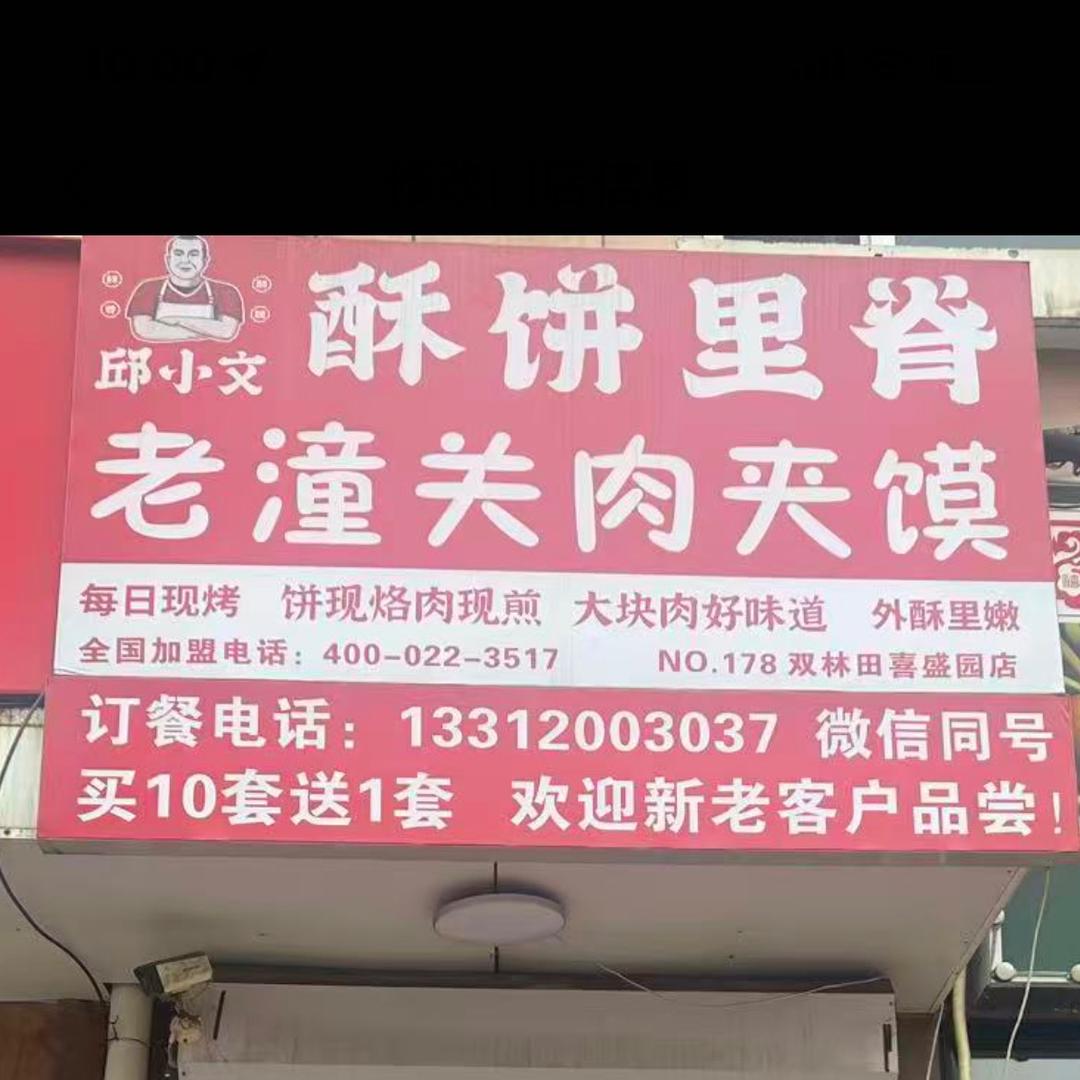 邱小文
酥饼里脊
老潼关肉夹馍
每日现烤 饼现烙肉现煎 大块肉好味道 外酥里嫩
全国加盟电话：400-022-3517 NO.178 双林田喜盛园店
订餐电话：13312003037 微信同号
买10套送1套 欢迎新老客户品尝！